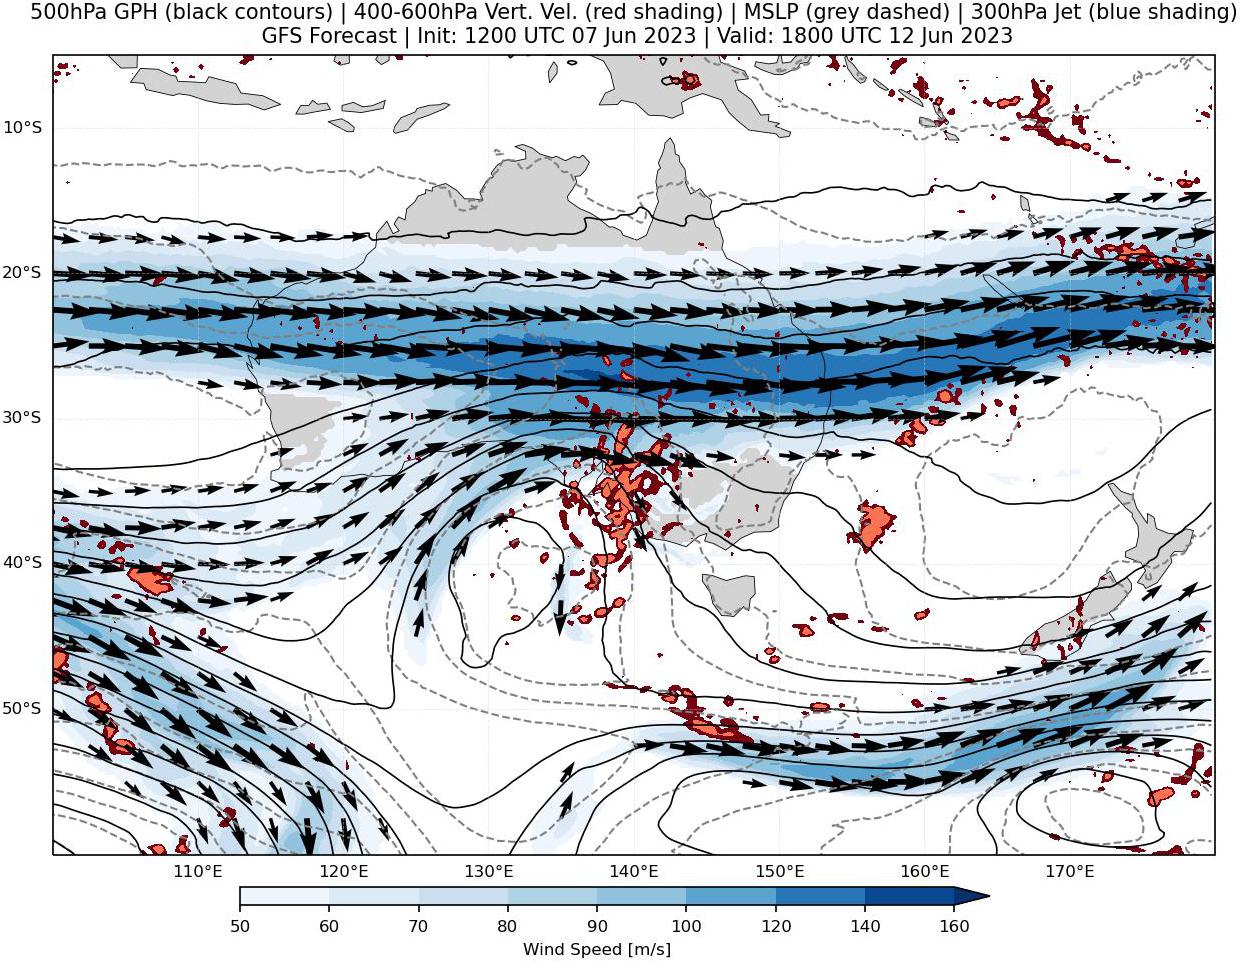 500hPa GPH (black contours) | 400-600hPa Vert. Vel. (red shading) | MSLP (grey dashed) | 300hPa Jet (blue shading)
GFS Forecast | Init: 1200 UTC 07 Jun 2023 | Valid: 1800 UTC 12 Jun 2023
10°S
20°S
30°S
40°S
50°S
110°E 120°E 130°E 140°E 150°E 160°E 170°E
50 60 70 80 90 100 120 140 160
Wind Speed [m/s]